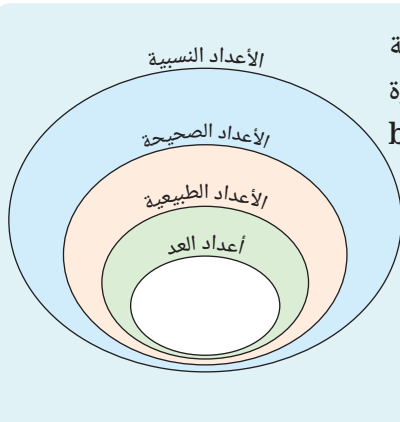 الأعداد النسبية
الأعداد الصحيحة
الأعداد الطبيعية
أعداد العد
b